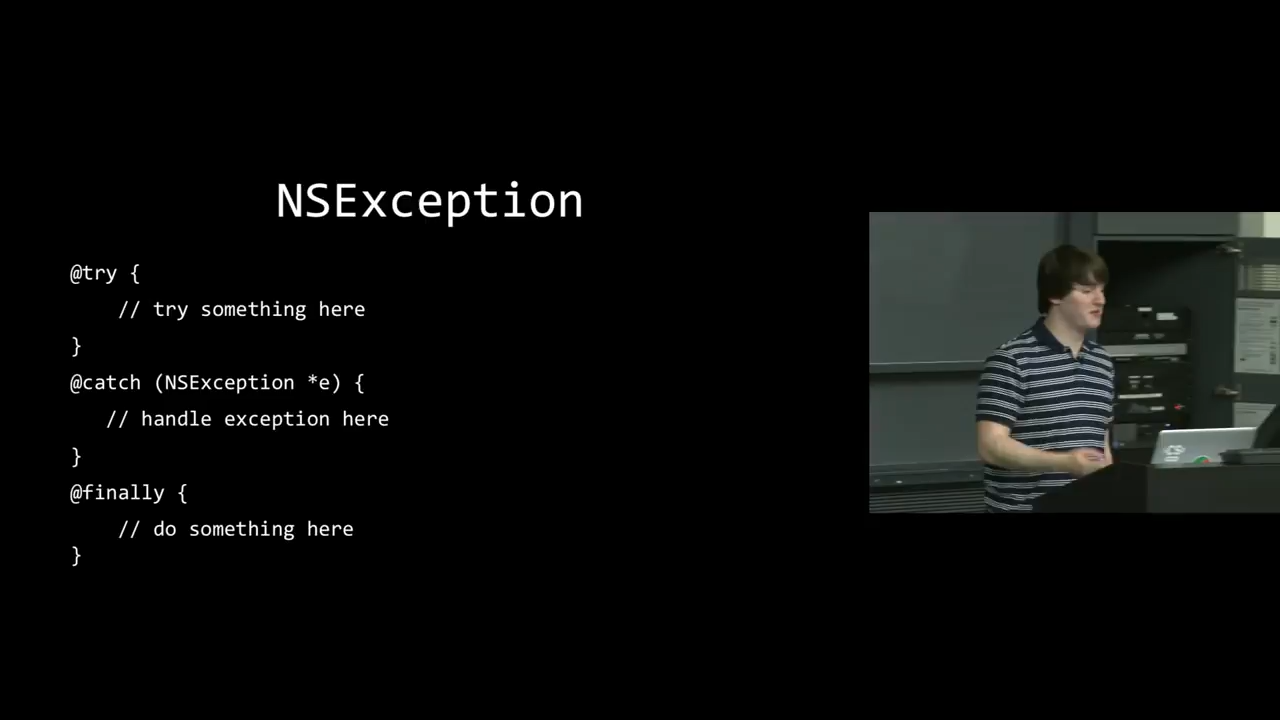 NSException
@try {
// try something here
}
@catch (NSException *e) {
// handle exception here
}
@finally {
// do something here
}